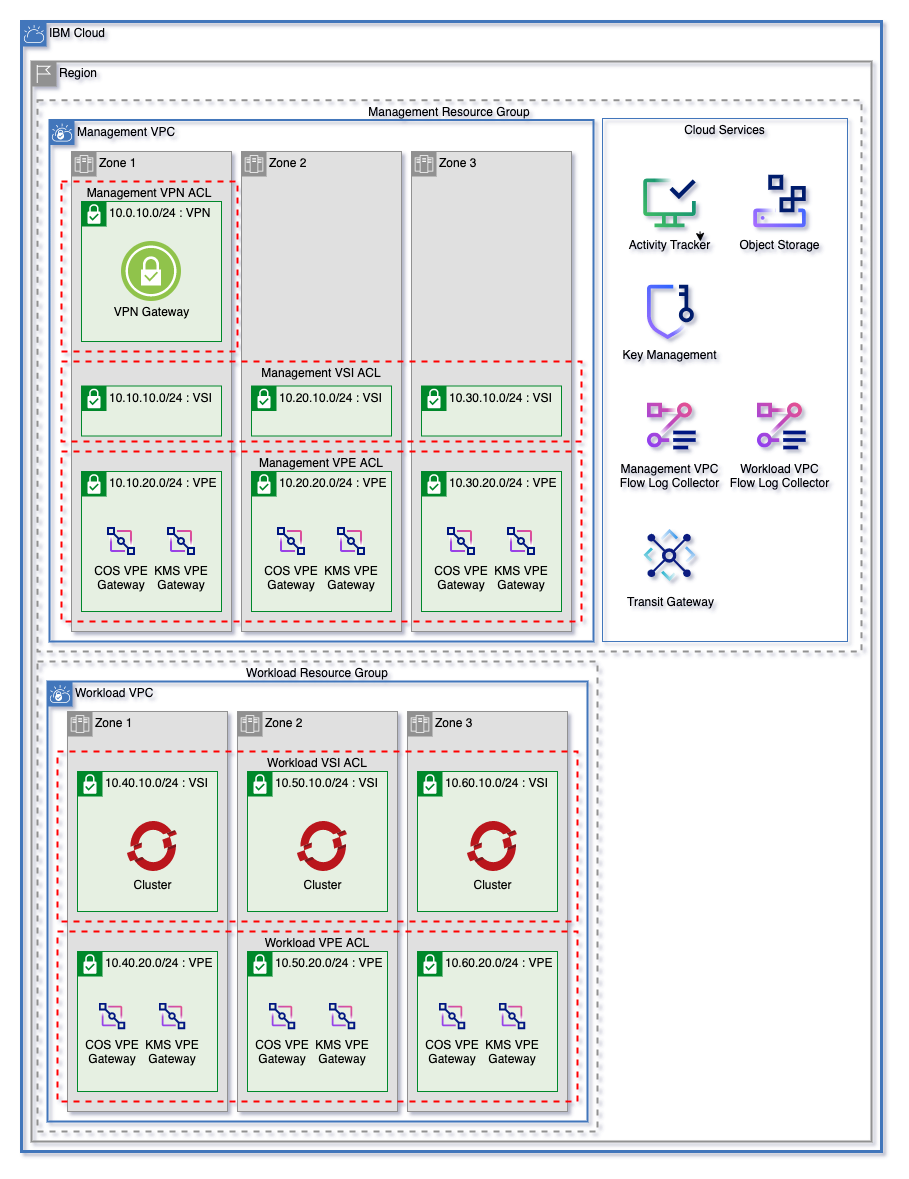 IBM Cloud
Region
Management Resource Group
Management VPC
Zone 1
Zone 2
Zone 3
Management VPN ACL
10.0.10.0/24 : VPN
VPN Gateway
Management VSI ACL
10.10.10.0/24 : VSI
10.20.10.0/24 : VSI
10.30.10.0/24 : VSI
Management VPE ACL
10.10.20.0/24 : VPE
10.20.20.0/24 : VPE
10.30.20.0/24 : VPE
COS VPE
Gateway
KMS VPE
Gateway
COS VPE
Gateway
KMS VPE
Gateway
COS VPE
Gateway
KMS VPE
Gateway
Cloud Services
Activity Tracker
Object Storage
Key Management
Management VPC
Flow Log Collector
Workload VPC
Flow Log Collector
Transit Gateway
Workload Resource Group
Workload VPC
Zone 1
Zone 2
Zone 3
Workload VSI ACL
10.40.10.0/24 : VSI
10.50.10.0/24 : VSI
10.60.10.0/24 : VSI
Cluster
Cluster
Cluster
Workload VPE ACL
10.40.20.0/24 : VPE
10.50.20.0/24 : VPE
10.60.20.0/24 : VPE
COS VPE
Gateway
KMS VPE
Gateway
COS VPE
Gateway
KMS VPE
Gateway
COS VPE
Gateway
KMS VPE
Gateway